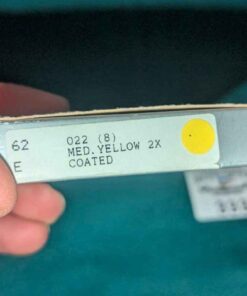 62 022 (8)
MED.YELLOW 2X
E COATED